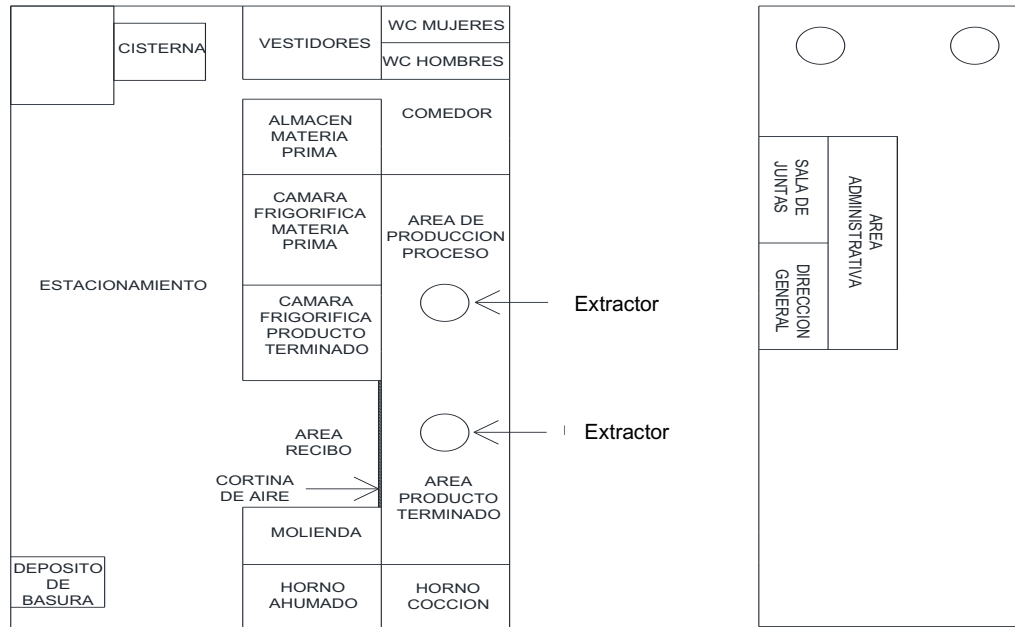 CISTERNA
VESTIDORES
WC MUJERES
WC HOMBRES
ALMACEN
MATERIA
PRIMA
COMEDOR
CAMARA
FRIGORIFICA
MATERIA
PRIMA
AREA DE
PRODUCCION
PROCESO
ESTACIONAMIENTO
CAMARA
FRIGORIFICA
PRODUCTO
TERMINADO
Extractor
AREA
RECIBO
Extractor
CORTINA
DE AIRE
AREA
PRODUCTO
TERMINADO
MOLIENDA
DEPOSITO
DE
BASURA
HORNO
AHUMADO
HORNO
COCCION
SALA DE
JUNTAS
AREA
ADMINISTRATIVA
DIRECCION
GENERAL